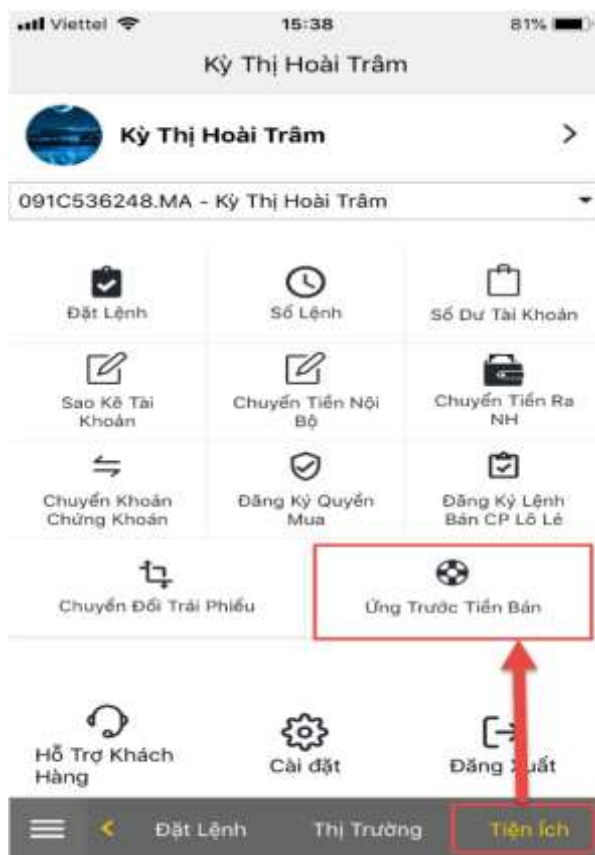 Viettel 15:38 81%
Kỳ Thị Hoài Trâm
Kỳ Thị Hoài Trâm
091C536248.MA - Kỳ Thị Hoài Trâm
Đặt Lệnh Sổ Lệnh Số Dư Tài Khoản
Sao Kê Tài Chuyển Tiền Nội Chuyển Tiền Ra
Khoản Bộ NH
Chuyển Khoản Đăng Ký Quyền Đăng Ký Lệnh
Chứng Khoán Mua Bán CP Lô Lẻ
Chuyển Đổi Trái Phiếu Ứng Trước Tiền Bán
Hỗ Trợ Khách Cài đặt Đăng Xuất
Hàng
Đặt Lệnh Thị Trường Tiện Ích